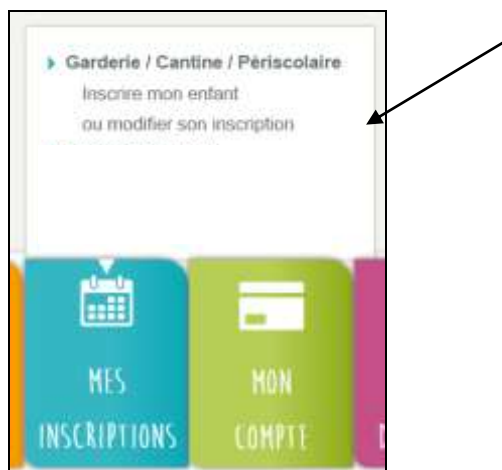 Garderie / Cantine / Périscolaire
Inscrire mon enfant
ou modifier son inscription
MES
INSCRIPTIONS
MON
COMPTE